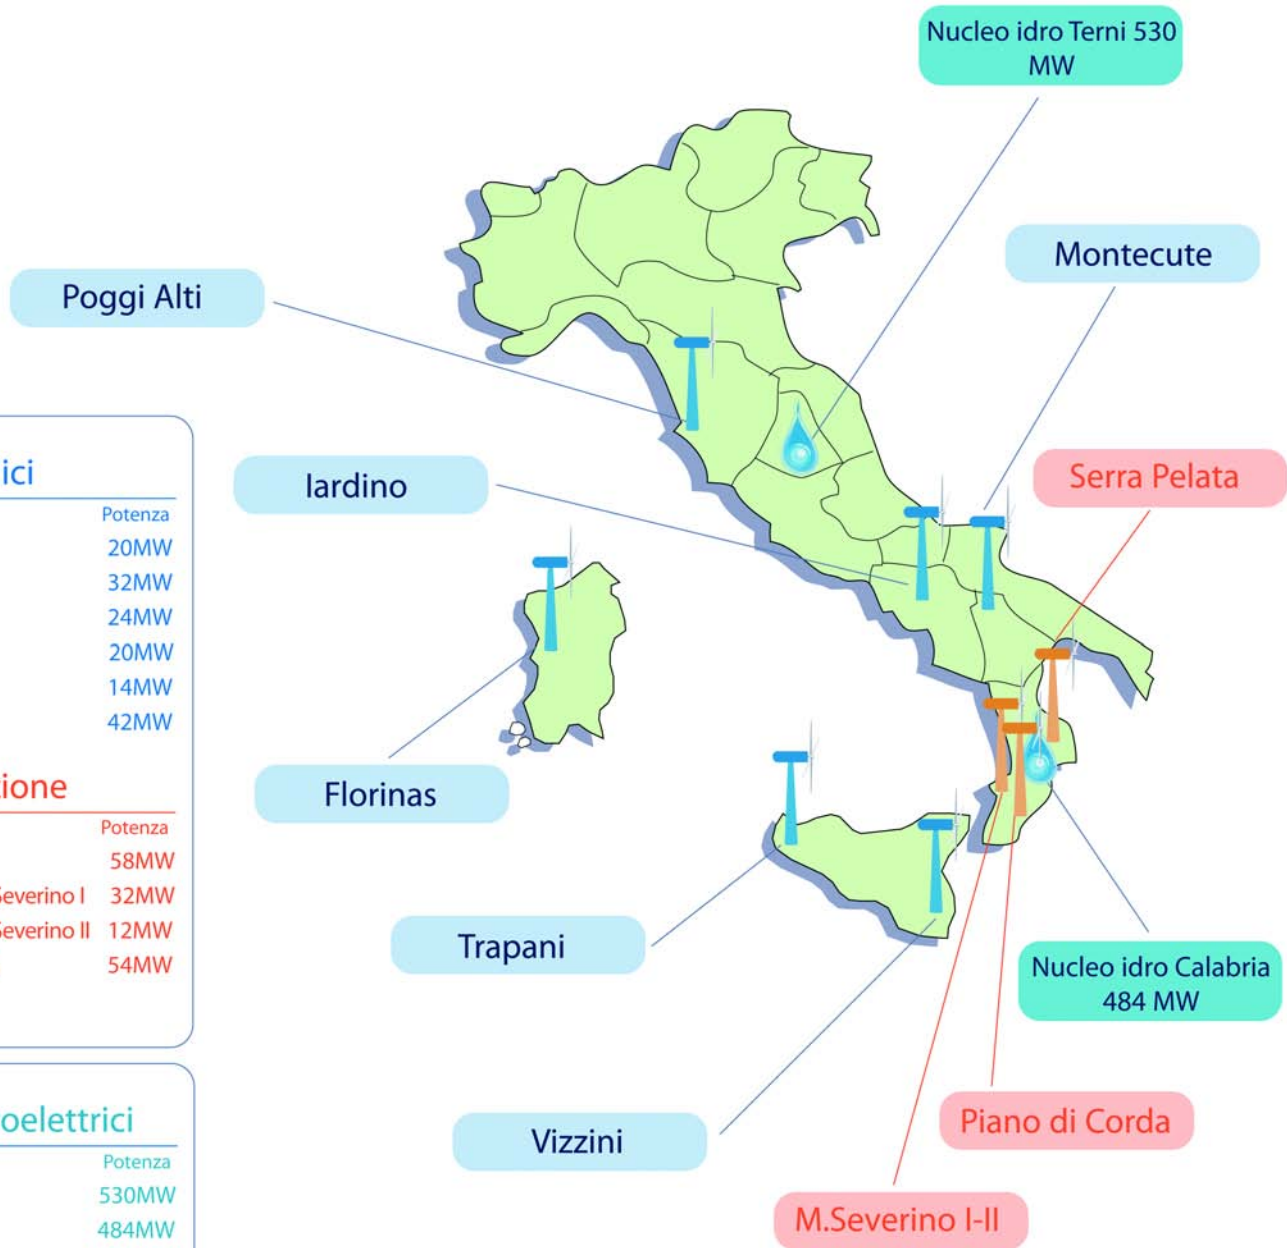 Nucleo idro Terni 530
MW
Montecute
Poggi Alti
Serra Pelata
Iardino
Florinas
Trapani
Nucleo idro Calabria
484 MW
Vizzini
Piano di Corda
M.Severino I-II
ici
Potenza
20MW
32MW
24MW
20MW
14MW
42MW
ione
Potenza
58MW
Severino I 32MW
Severino II 12MW
54MW
oelettrici
Potenza
530MW
484MW